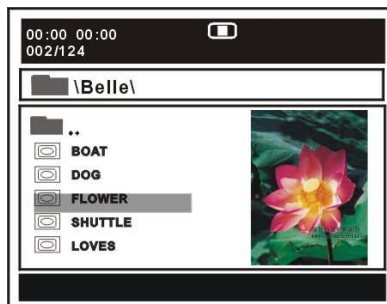 00:00 00:00
002/124
\Belle\
..
BOAT
DOG
FLOWER
SHUTTLE
LOVES